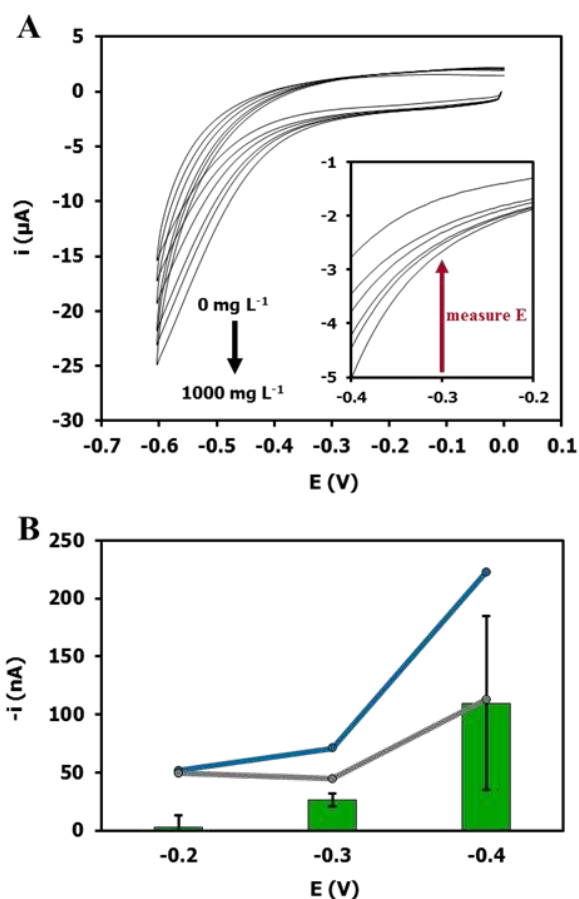 A
5
0
-5
-10
-15
-20
-25
-30
i (µA)
-0.7 -0.6 -0.5 -0.4 -0.3 -0.2 -0.1 0.0 0.1
E (V)
0 mg L⁻¹
1000 mg L⁻¹
-1
-2
-3
-4
-5
-0.4 -0.3 -0.2
measure E
B
250
200
150
100
50
0
-i (nA)
-0.2 -0.3 -0.4
E (V)